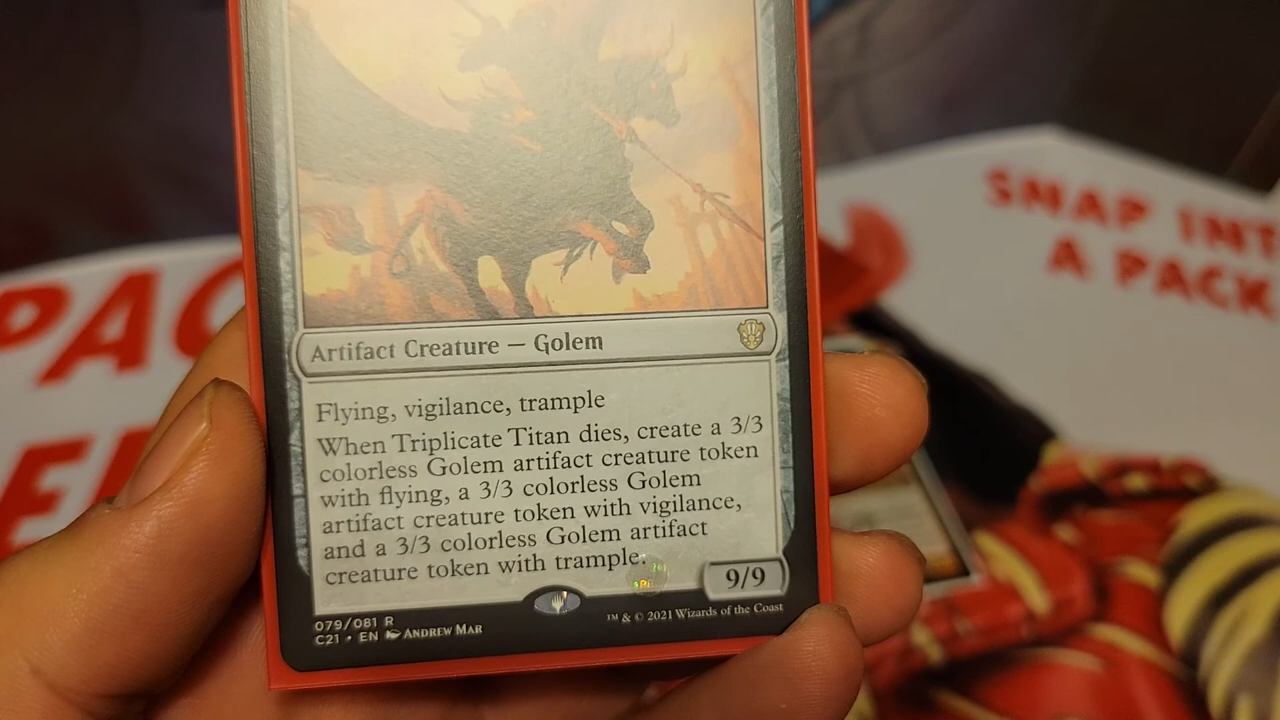 SNAP INT
A PACK
PAC
Artifact Creature — Golem
Flying, vigilance, trample
When Triplicate Titan dies, create a 3/3
colorless Golem artifact creature token
with flying, a 3/3 colorless Golem
artifact creature token with vigilance,
and a 3/3 colorless Golem artifact
creature token with trample.
9/9
079/081 R
C21 • EN ANDREW MAR
™ & © 2021 Wizards of the Coast